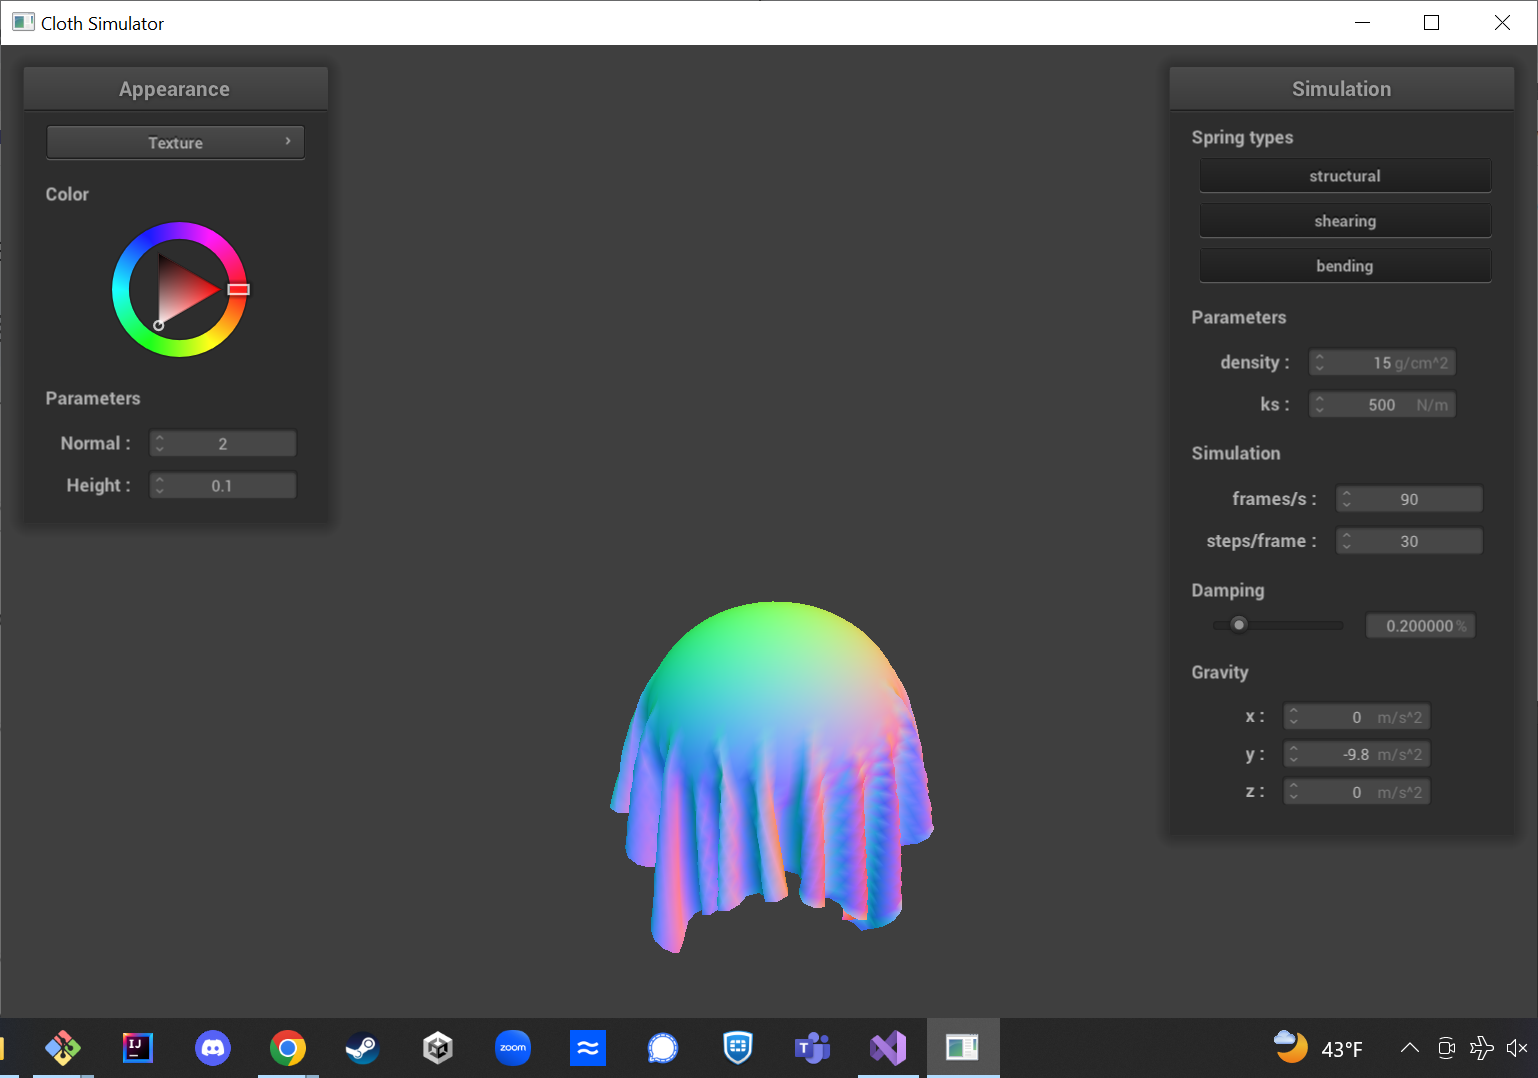 Cloth Simulator
Appearance
Texture
Color
Parameters
Normal : 2
Height : 0.1
Simulation
Spring types
structural
shearing
bending
Parameters
density : 15 g/cm^2
ks : 500 N/m
Simulation
frames/s : 90
steps/frame : 30
Damping
0.200000 %
Gravity
x : 0 m/s^2
y : -9.8 m/s^2
z : 0 m/s^2
IJ
zoom
T
43°F